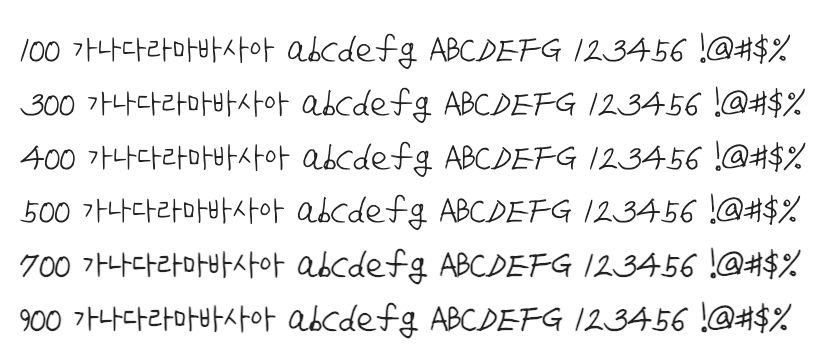 100 가나다라마바사아 abcdefg ABCDEFG 123456 !@#$%
300 가나다라마바사아 abcdefg ABCDEFG 123456 !@#$%
400 가나다라마바사아 abcdefg ABCDEFG 123456 !@#$%
500 가나다라마바사아 abcdefg ABCDEFG 123456 !@#$%
700 가나다라마바사아 abcdefg ABCDEFG 123456 !@#$%
900 가나다라마바사아 abcdefg ABCDEFG 123456 !@#$%